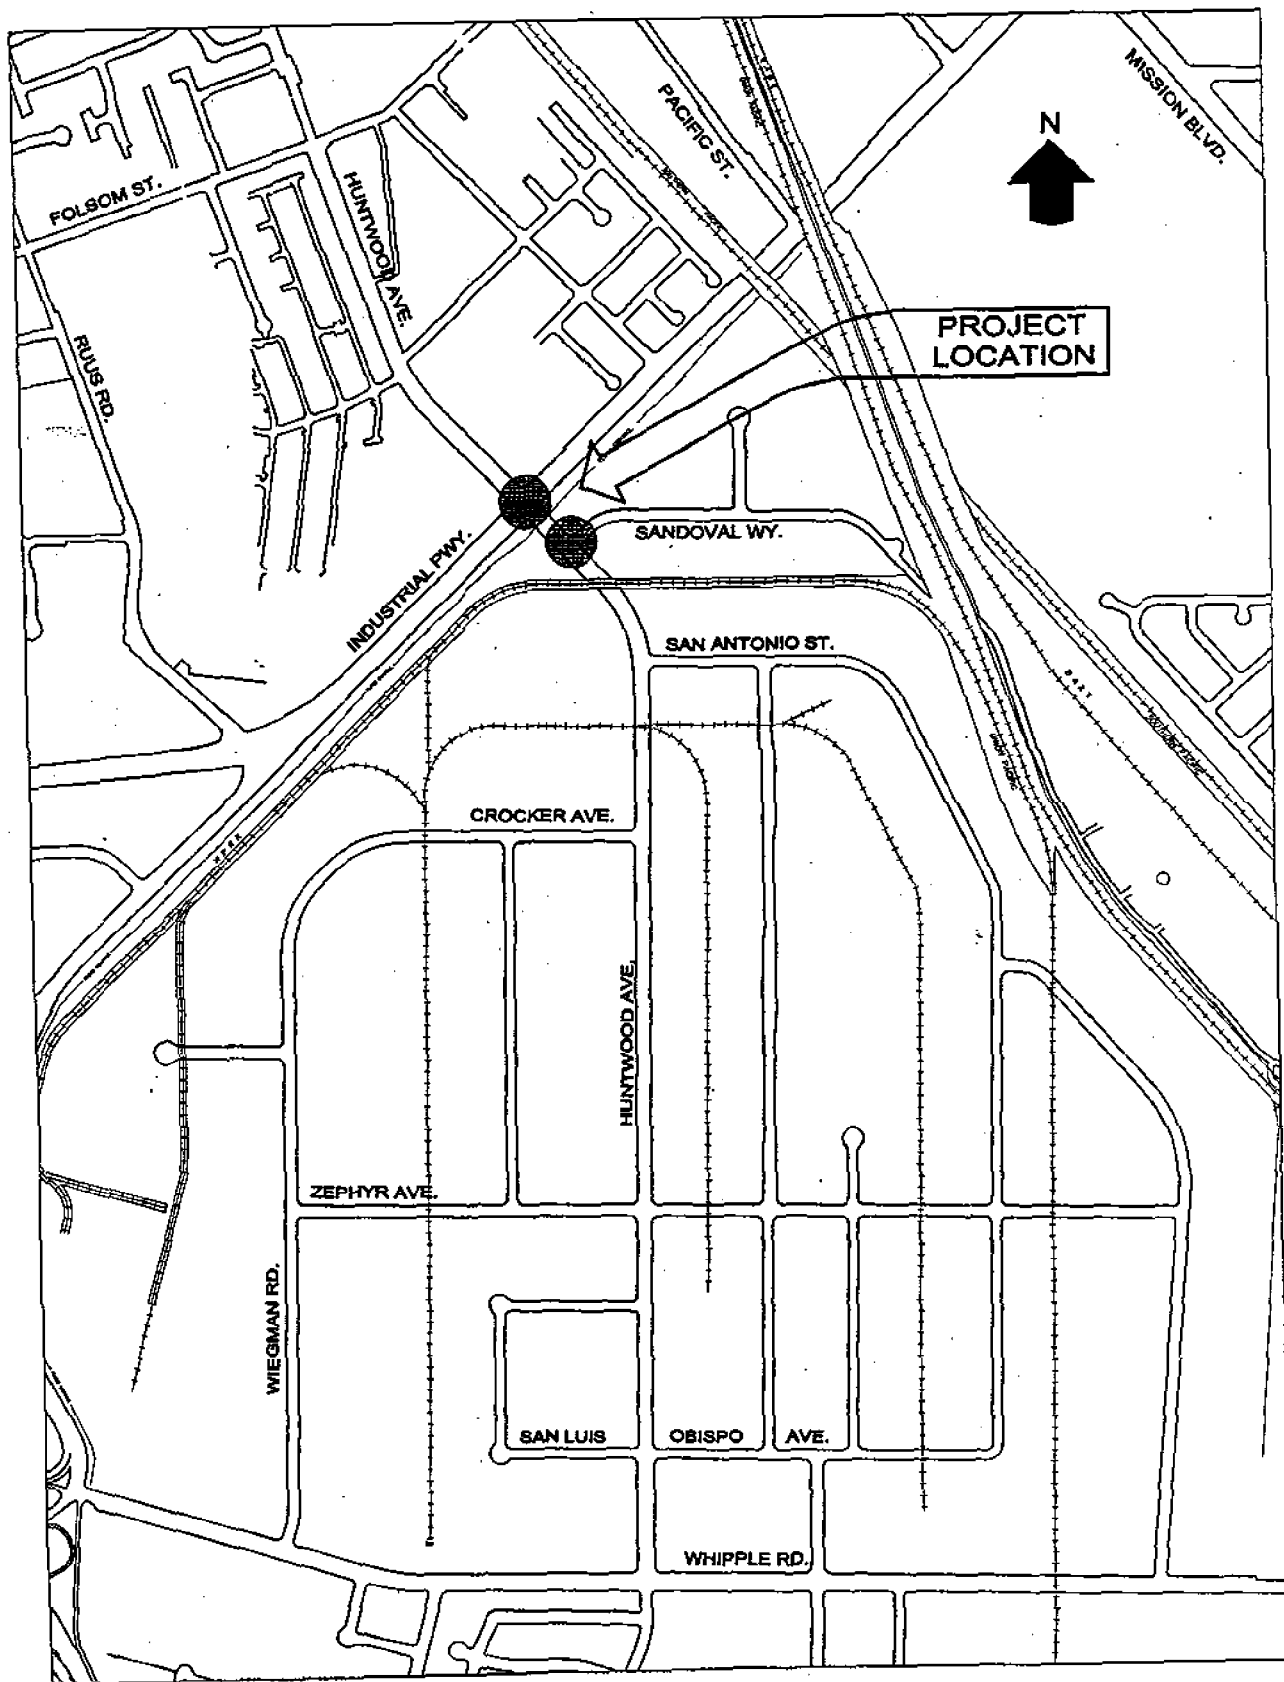 MISSION BLVD.
PACIFIC ST.
N
FOLSOM ST.
HUNTWOOD AVE.
PROJECT
LOCATION
RUUS RD.
INDUSTRIAL PWY.
SANDOVAL WY.
SAN ANTONIO ST.
BART
CROCKER AVE.
HUNTWOOD AVE.
ZEPHYR AVE.
WIEGMAN RD.
SAN LUIS OBISPO AVE.
WHIPPLE RD.